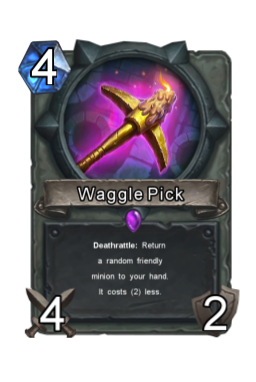 4
Waggle Pick
Deathrattle: Return
a random friendly
minion to your hand.
It costs (2) less.
4
2